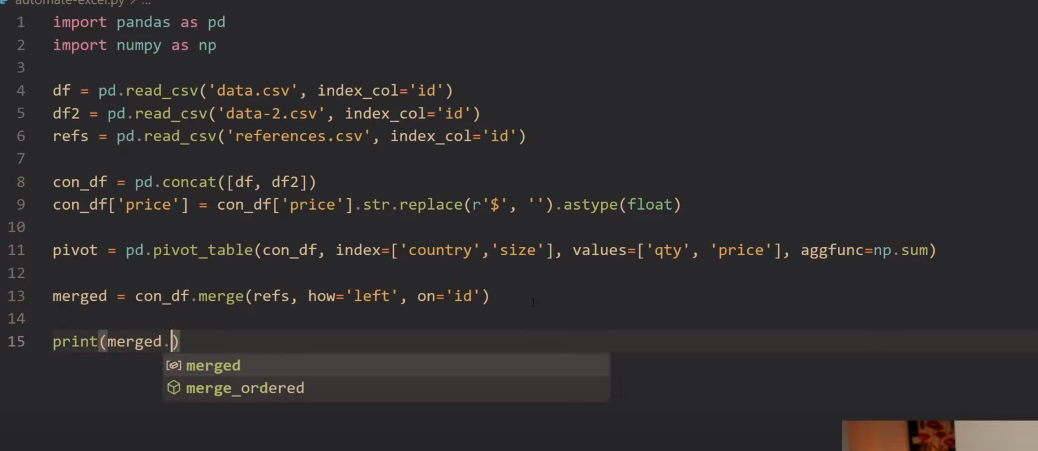 automate-excel.py > ...
1 import pandas as pd
2 import numpy as np
3
4 df = pd.read_csv('data.csv', index_col='id')
5 df2 = pd.read_csv('data-2.csv', index_col='id')
6 refs = pd.read_csv('references.csv', index_col='id')
7
8 con_df = pd.concat([df, df2])
9 con_df['price'] = con_df['price'].str.replace(r'$', '').astype(float)
10
11 pivot = pd.pivot_table(con_df, index=['country','size'], values=['qty', 'price'], aggfunc=np.sum)
12
13 merged = con_df.merge(refs, how='left', on='id')
14
15 print(merged.)
merged
merge_ordered